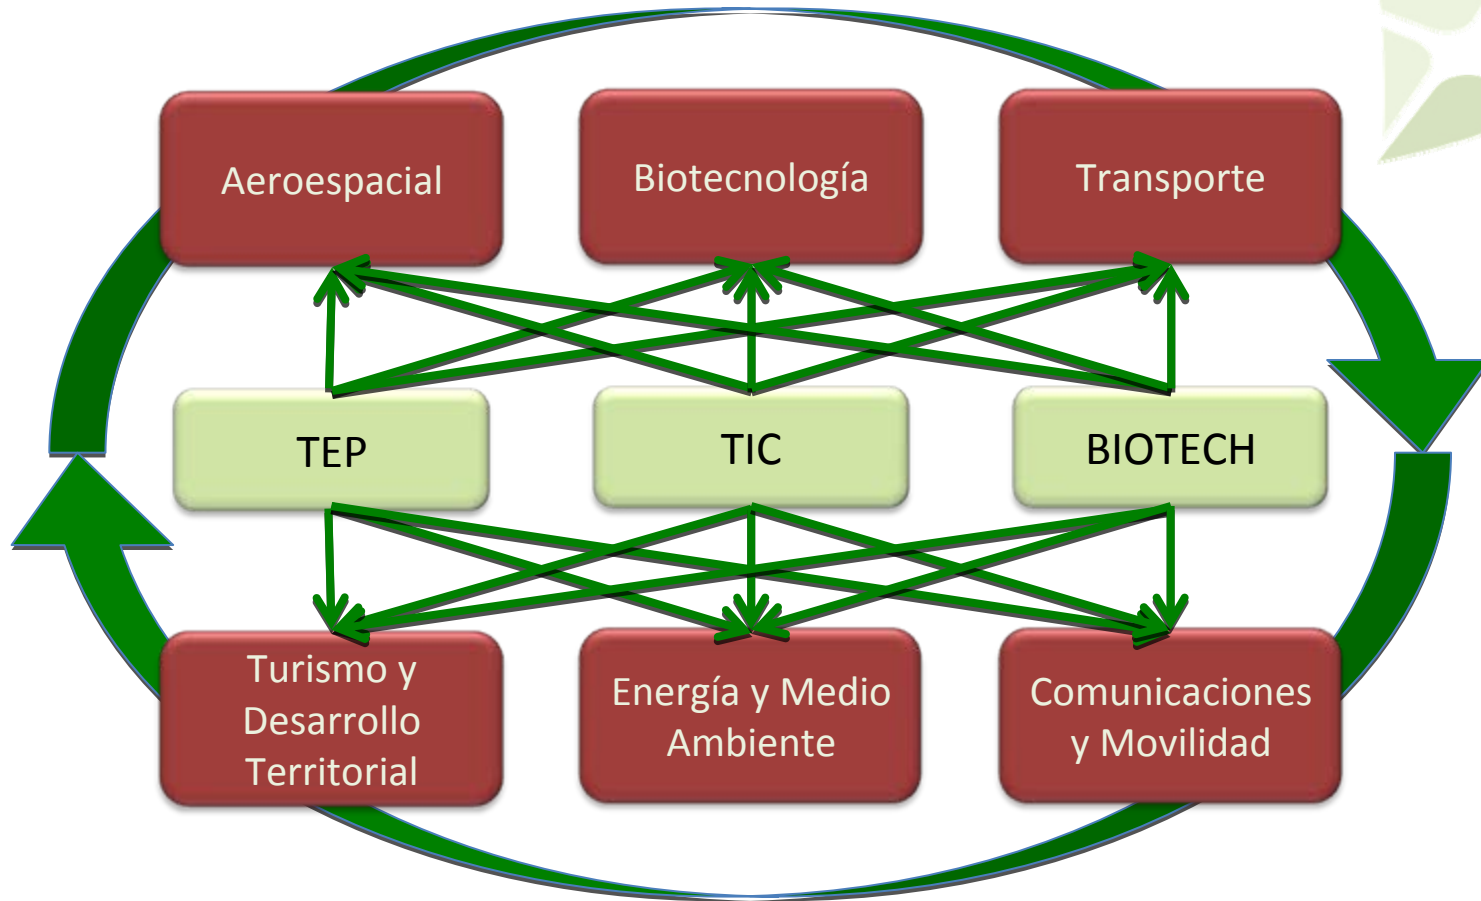 Aeroespacial
Biotecnología
Transporte
TEP
TIC
BIOTECH
Turismo y
Desarrollo
Territorial
Energía y Medio
Ambiente
Comunicaciones
y Movilidad